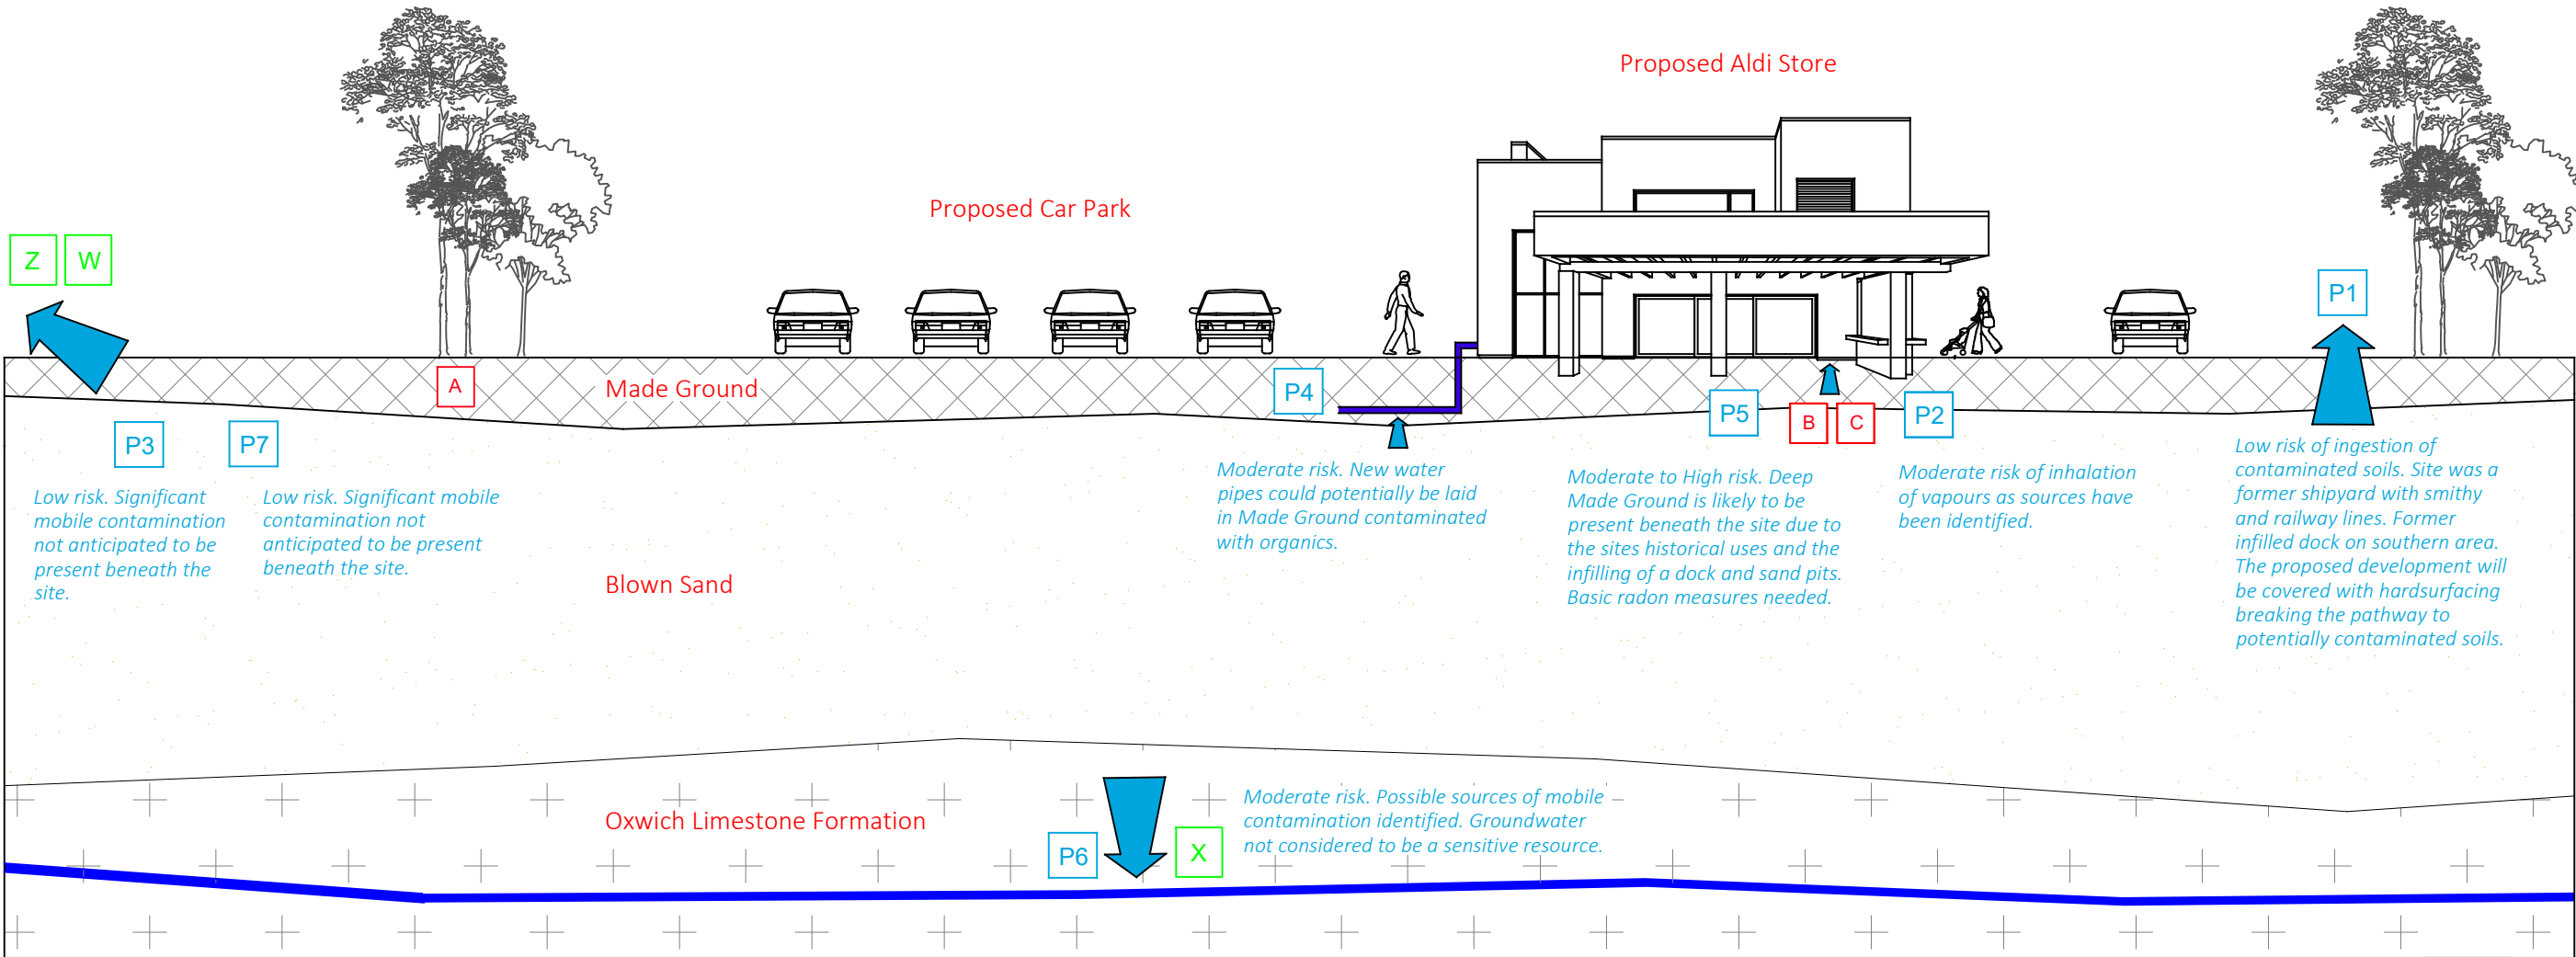 Proposed Aldi Store
Proposed Car Park
Z
W
P1
A
Made Ground
P4
P5
B
C
P2
P3
P7
Low risk. Significant
mobile contamination
not anticipated to be
present beneath the
site.
Low risk. Significant mobile
contamination not
anticipated to be present
beneath the site.
Moderate risk. New water
pipes could potentially be laid
in Made Ground contaminated
with organics.
Moderate to High risk. Deep
Made Ground is likely to be
present beneath the site due to
the sites historical uses and the
infilling of a dock and sand pits.
Basic radon measures needed.
Moderate risk of inhalation
of vapours as sources have
been identified.
Low risk of ingestion of
contaminated soils. Site was a
former shipyard with smithy
and railway lines. Former
infilled dock on southern area.
The proposed development will
be covered with hardsurfacing
breaking the pathway to
potentially contaminated soils.
Blown Sand
Oxwich Limestone Formation
P6
X
Moderate risk. Possible sources of mobile
contamination identified. Groundwater
not considered to be a sensitive resource.